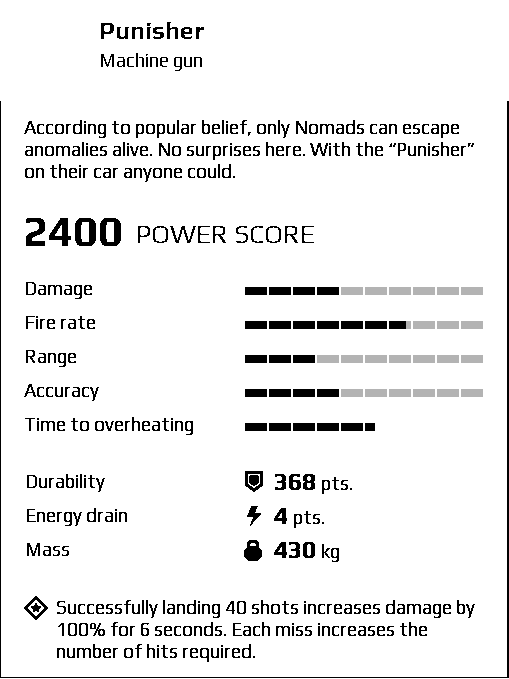 Punisher
Machine gun
According to popular belief, only Nomads can escape
anomalies alive. No surprises here. With the “Punisher”
on their car anyone could.
2400 POWER SCORE
Damage
Fire rate
Range
Accuracy
Time to overheating
Durability 368 pts.
Energy drain 4 pts.
Mass 430 kg
Successfully landing 40 shots increases damage by
100% for 6 seconds. Each miss increases the
number of hits required.